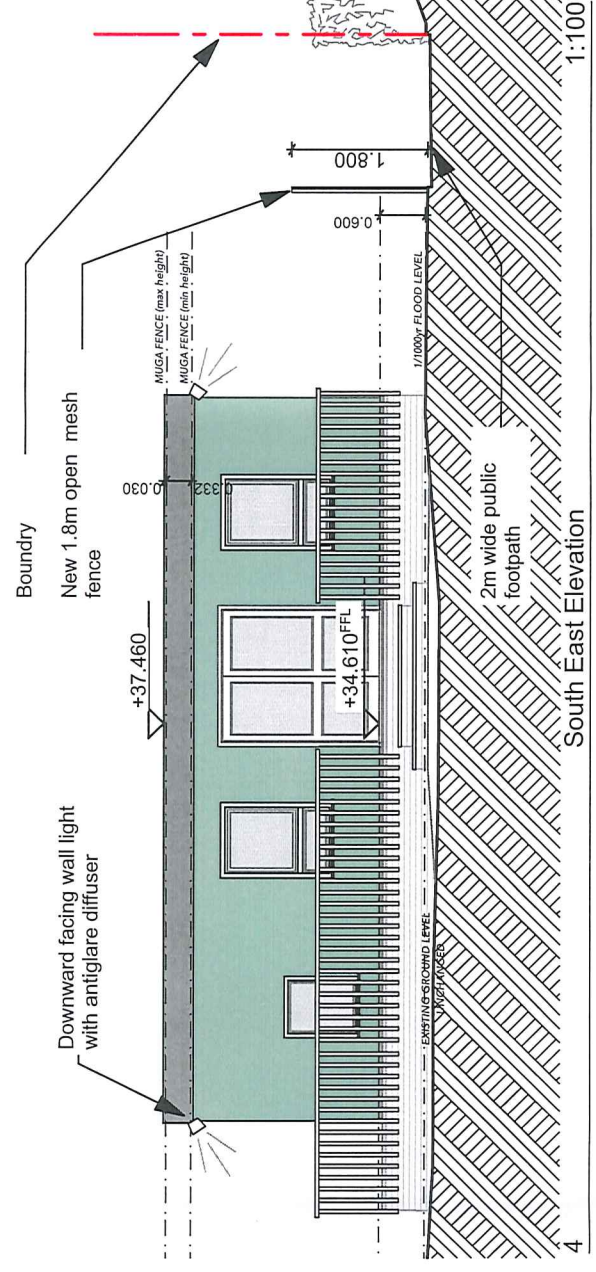 Boundry
New 1.8m open mesh
fence
Downward facing wall light
with antiglare diffuser
+37.460
0.030
0.332
MUGA FENCE (max height)
MUGA FENCE (min height)
+34.610FFL
1.800
0.600
1/1000yr FLOOD LEVEL
EXISTING GROUND LEVEL
UNCHANGED
2m wide public
footpath
4
South East Elevation
1:100